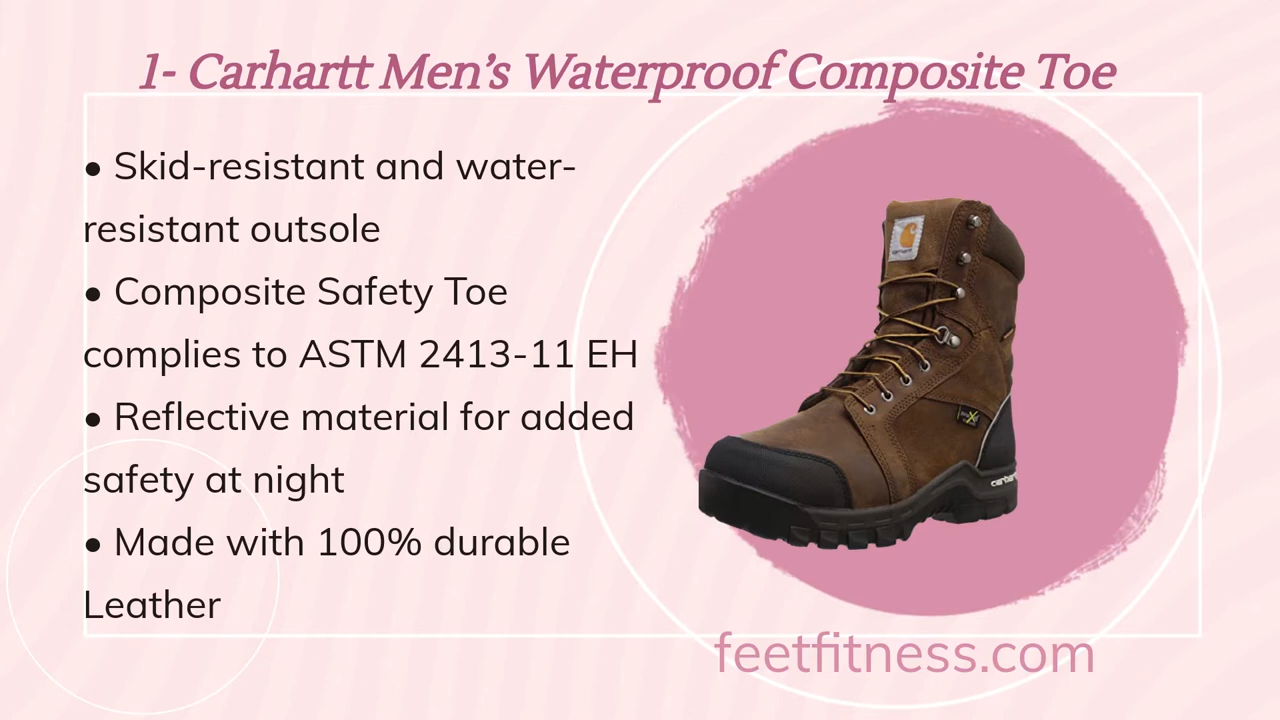 1- Carhartt Men’s Waterproof Composite Toe
• Skid-resistant and water-
resistant outsole
• Composite Safety Toe
complies to ASTM 2413-11 EH
• Reflective material for added
safety at night
• Made with 100% durable
Leather
feetfitness.com